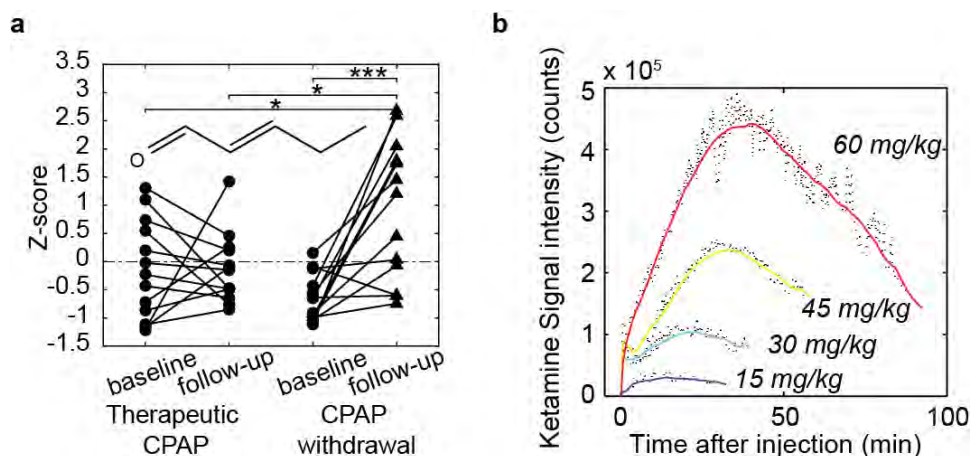 a
3.5
3
2.5
2
1.5
1
0.5
0
-0.5
-1
-1.5
Z-score
***
*
*
O
baseline
follow-up
baseline
follow-up
Therapeutic
CPAP
CPAP
withdrawal
b
x 10^5
5
4
3
2
1
0
Ketamine Signal intensity (counts)
60 mg/kg
45 mg/kg
30 mg/kg
15 mg/kg
0
50
100
Time after injection (min)